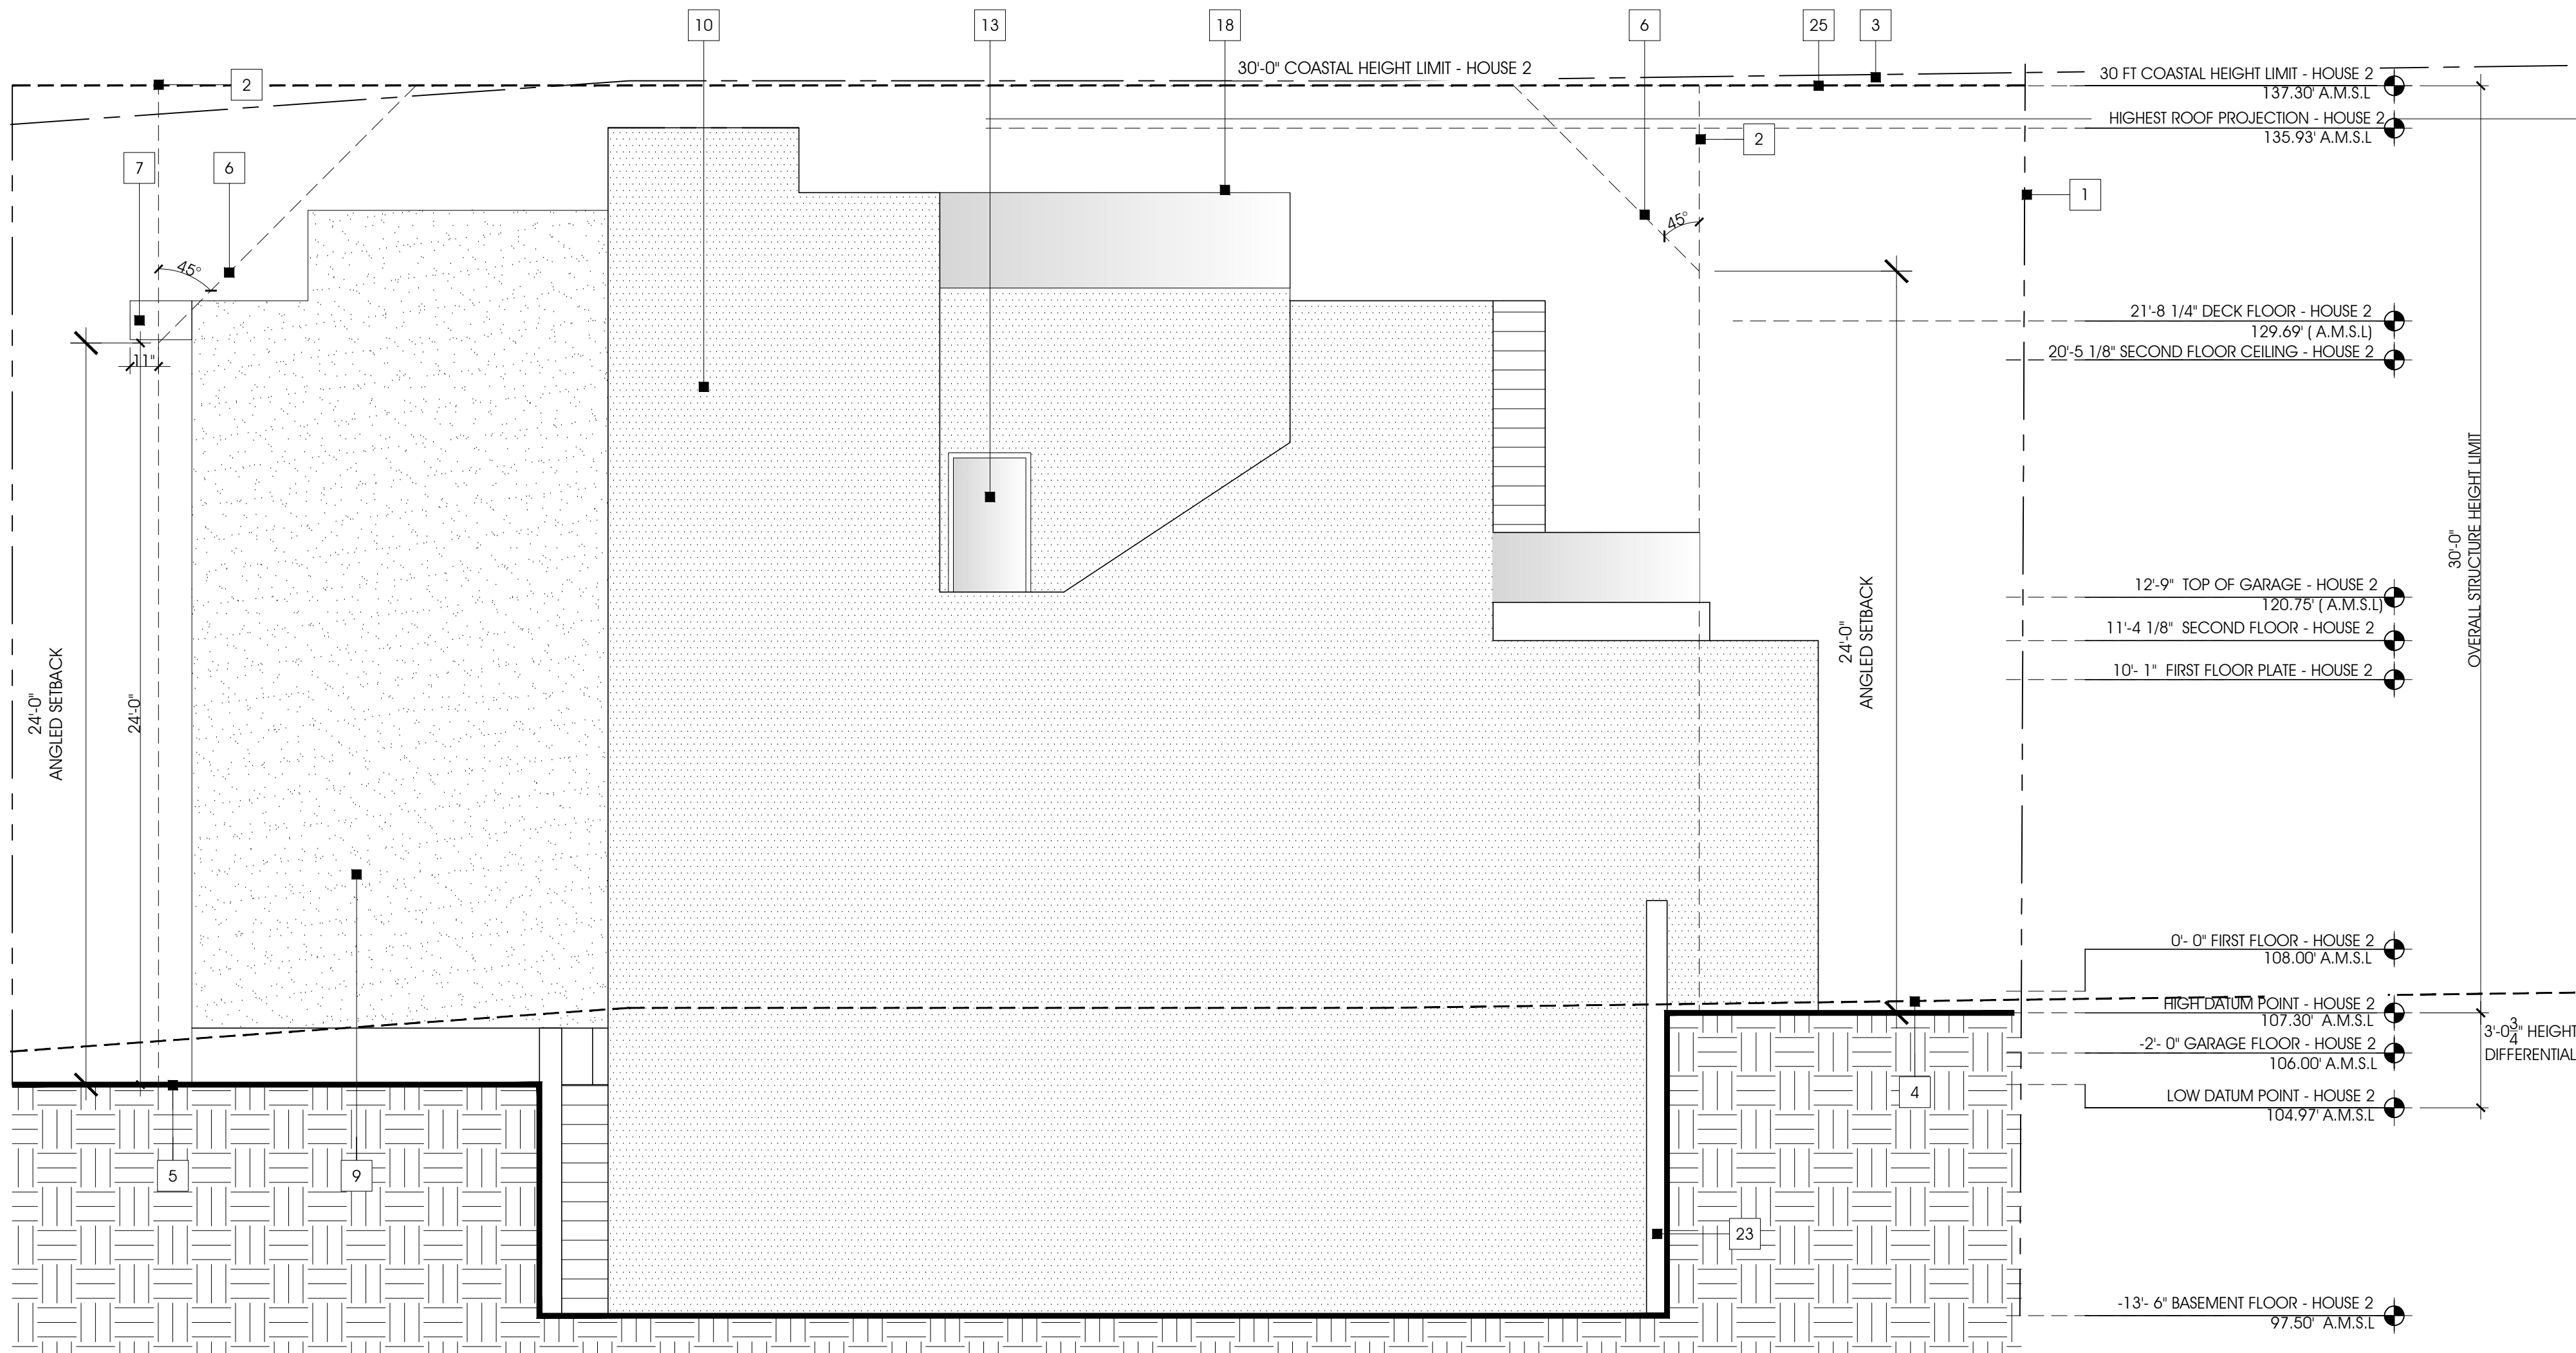 10
13
18
6
25
3
30'-0" COASTAL HEIGHT LIMIT - HOUSE 2
2
30 FT COASTAL HEIGHT LIMIT - HOUSE 2
137.30' A.M.S.L
HIGHEST ROOF PROJECTION - HOUSE 2
135.93' A.M.S.L
2
7
6
1
45°
45°
21'-8 1/4" DECK FLOOR - HOUSE 2
129.69' ( A.M.S.L)
20'-5 1/8" SECOND FLOOR CEILING - HOUSE 2
11"
30'-0"
OVERALL STRUCTURE HEIGHT LIMIT
12'-9" TOP OF GARAGE - HOUSE 2
120.75' ( A.M.S.L)
11'-4 1/8" SECOND FLOOR - HOUSE 2
10'- 1" FIRST FLOOR PLATE - HOUSE 2
24'-0"
ANGLED SETBACK
24'-0"
24'-0"
ANGLED SETBACK
0'- 0" FIRST FLOOR - HOUSE 2
108.00' A.M.S.L
HIGH DATUM POINT - HOUSE 2
107.30' A.M.S.L
3'-0 3/4" HEIGHT
DIFFERENTIAL
-2'- 0" GARAGE FLOOR - HOUSE 2
106.00' A.M.S.L
4
LOW DATUM POINT - HOUSE 2
104.97' A.M.S.L
5
9
23
-13'- 6" BASEMENT FLOOR - HOUSE 2
97.50' A.M.S.L